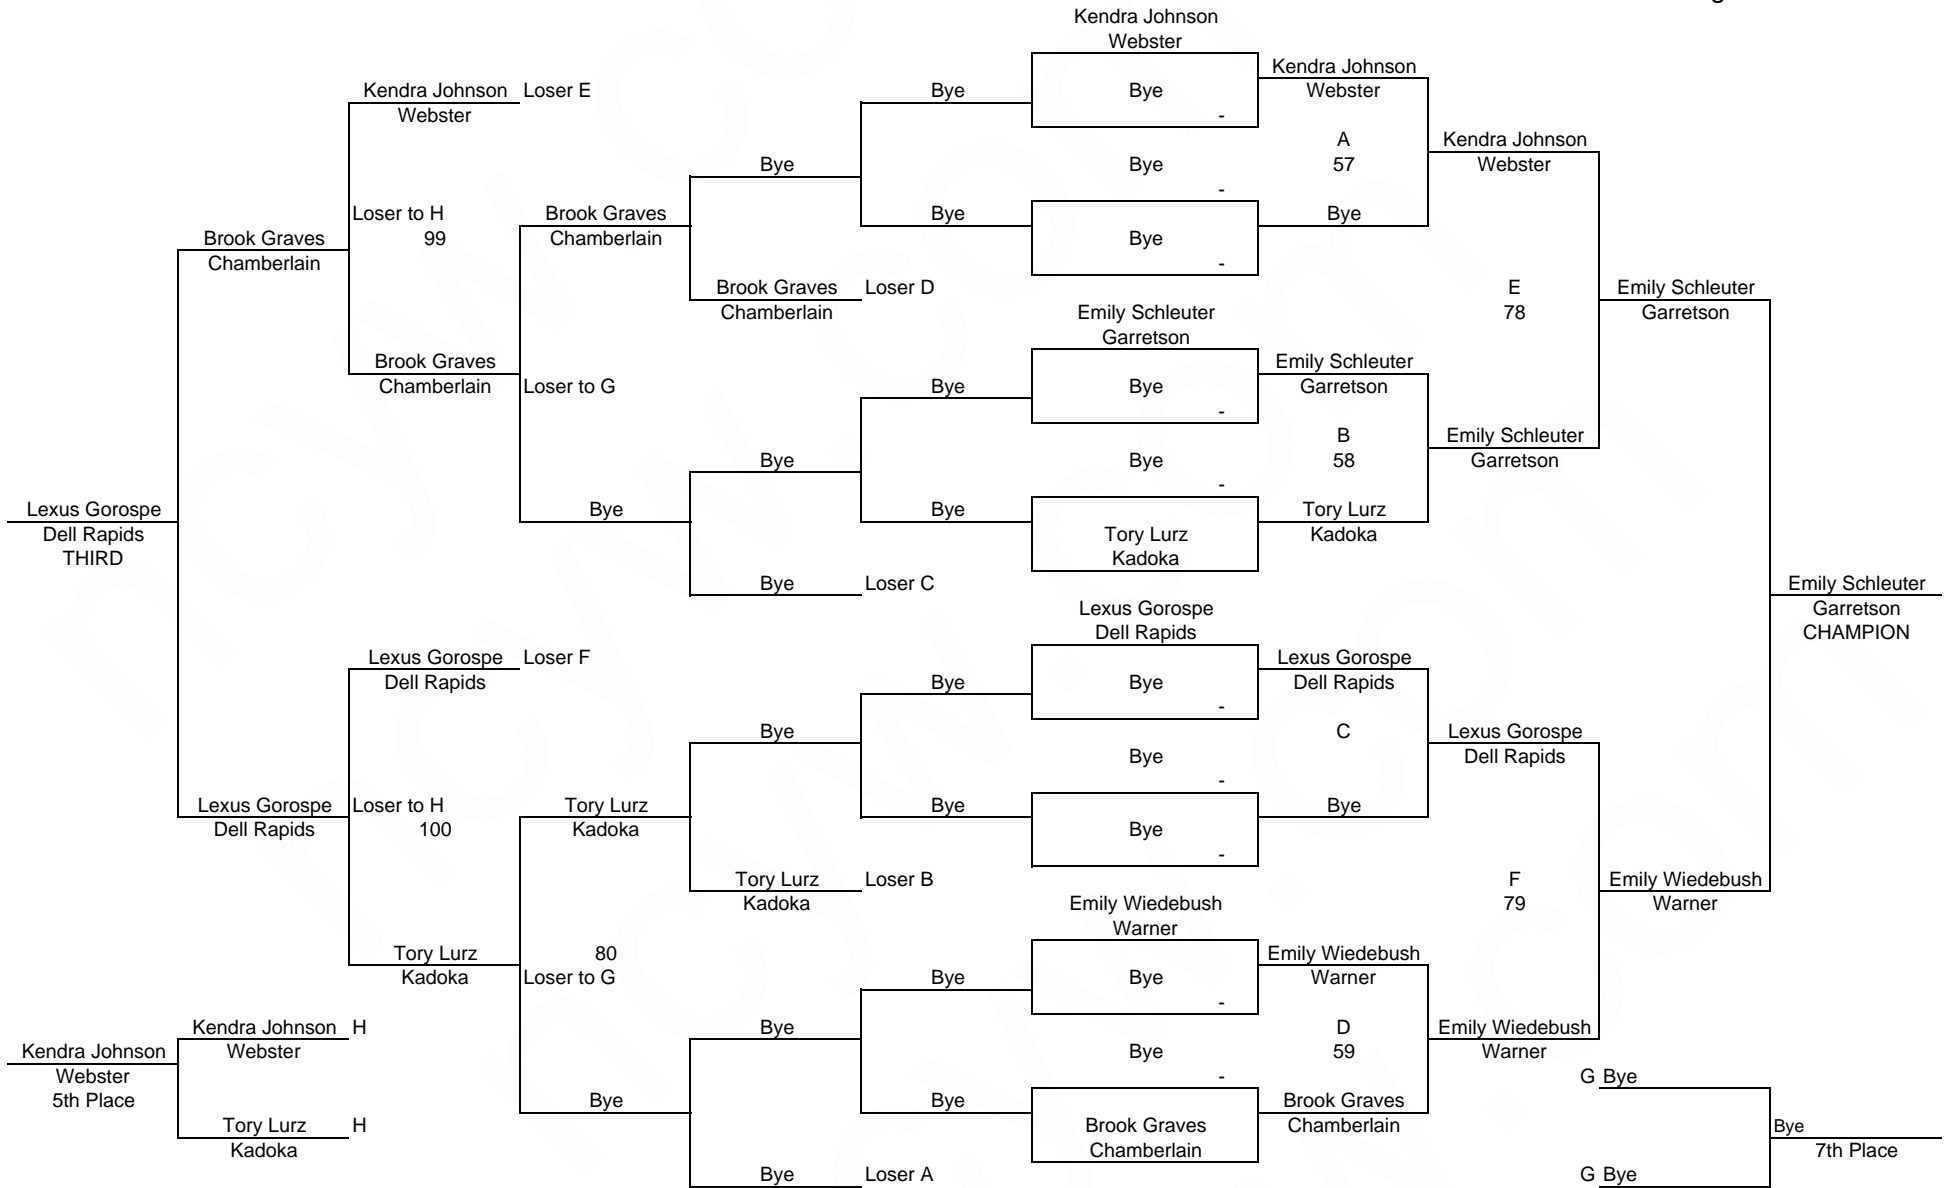 g
Kendra Johnson
Webster
Kendra Johnson Loser E
Webster
Bye
Bye
-
Kendra Johnson
Webster
A
57
Kendra Johnson
Webster
Bye
Bye
-
Loser to H
99
Brook Graves
Chamberlain
Brook Graves
Chamberlain
Bye
Bye
-
Bye
Brook Graves Loser D
Chamberlain
E
78
Emily Schleuter
Garretson
Emily Schleuter
Garretson
Brook Graves
Chamberlain
Loser to G
Bye
Bye
-
Emily Schleuter
Garretson
B
58
Emily Schleuter
Garretson
Bye
Bye
-
Lexus Gorospe
Dell Rapids
THIRD
Bye
Bye
Tory Lurz
Kadoka
Tory Lurz
Kadoka
Bye Loser C
Emily Schleuter
Garretson
CHAMPION
Lexus Gorospe
Dell Rapids
Lexus Gorospe Loser F
Dell Rapids
Bye
Bye
-
Lexus Gorospe
Dell Rapids
C
Lexus Gorospe
Dell Rapids
Bye
Bye
-
Lexus Gorospe
Dell Rapids
Loser to H
100
Tory Lurz
Kadoka
Bye
Bye
-
Bye
Tory Lurz Loser B
Kadoka
F
79
Emily Wiedebush
Warner
Emily Wiedebush
Warner
Tory Lurz
Kadoka
80
Loser to G
Bye
Bye
-
Emily Wiedebush
Warner
D
59
Emily Wiedebush
Warner
Bye
Bye
-
Kendra Johnson H
Webster
Kendra Johnson
Webster
5th Place
Tory Lurz H
Kadoka
Bye
Bye
Brook Graves
Chamberlain
Brook Graves
Chamberlain
G Bye
Bye
7th Place
Bye Loser A
G Bye